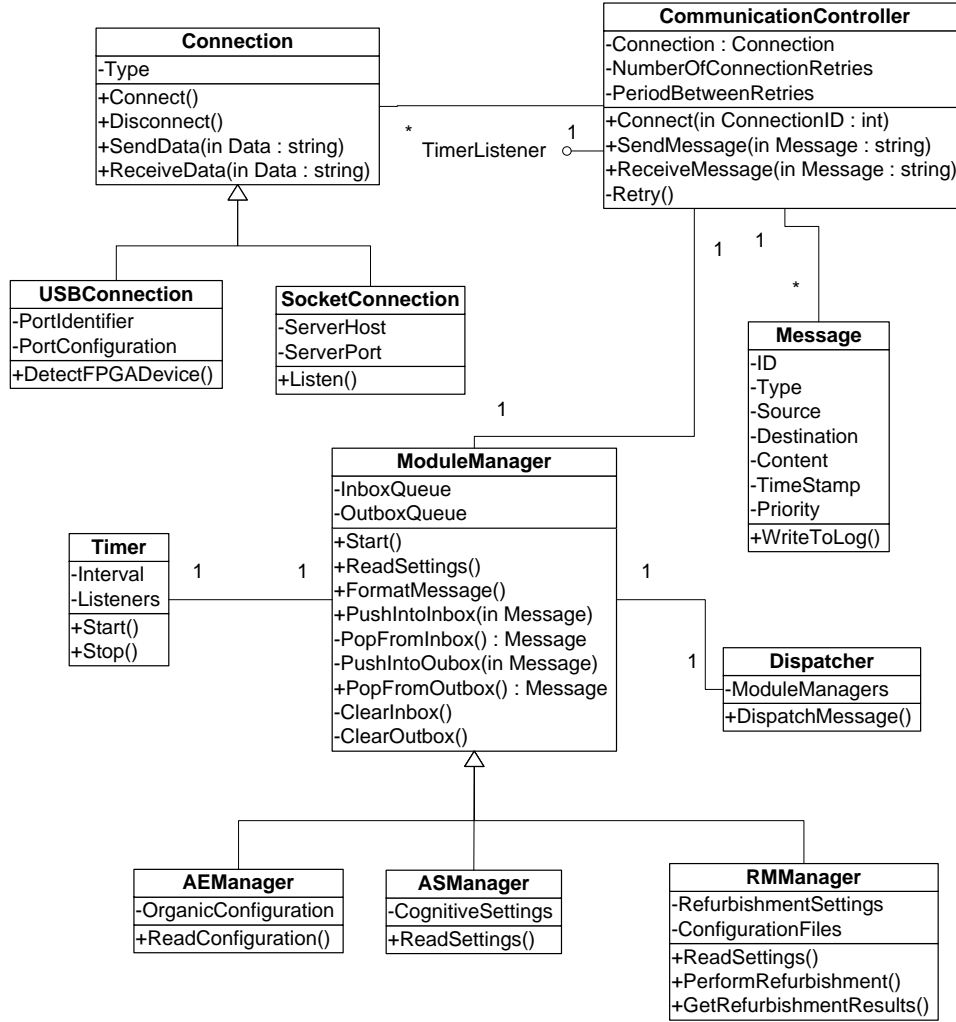 Connection
-Type
+Connect()
+Disconnect()
+SendData(in Data : string)
+ReceiveData(in Data : string)
CommunicationController
-Connection : Connection
-NumberOfConnectionRetries
-PeriodBetweenRetries
+Connect(in ConnectionID : int)
+SendMessage(in Message : string)
+ReceiveMessage(in Message : string)
-Retry()
*
1
TimerListener
USBConnection
-PortIdentifier
-PortConfiguration
+DetectFPGADevice()
SocketConnection
-ServerHost
-ServerPort
+Listen()
1
1
*
Message
-ID
-Type
-Source
-Destination
-Content
-TimeStamp
-Priority
+WriteToLog()
1
ModuleManager
-InboxQueue
-OutboxQueue
+Start()
+ReadSettings()
+FormatMessage()
+PushIntoInbox(in Message)
-PopFromInbox() : Message
-PushIntoOubox(in Message)
+PopFromOutbox() : Message
-ClearInbox()
-ClearOutbox()
Timer
-Interval
-Listeners
+Start()
+Stop()
1
1
1
1
Dispatcher
-ModuleManagers
+DispatchMessage()
AEManager
-OrganicConfiguration
+ReadConfiguration()
ASManager
-CognitiveSettings
+ReadSettings()
RMManager
-RefurbishmentSettings
-ConfigurationFiles
+ReadSettings()
+PerformRefurbishment()
+GetRefurbishmentResults()